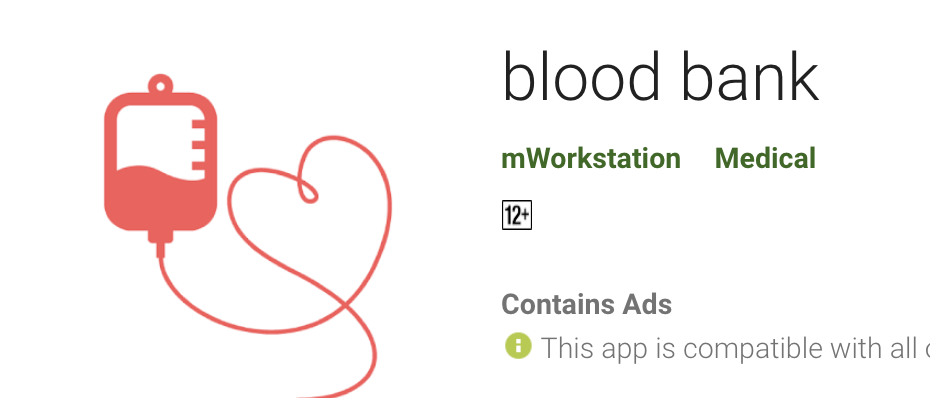 blood bank
mWorkstation Medical
12+
Contains Ads
This app is compatible with all